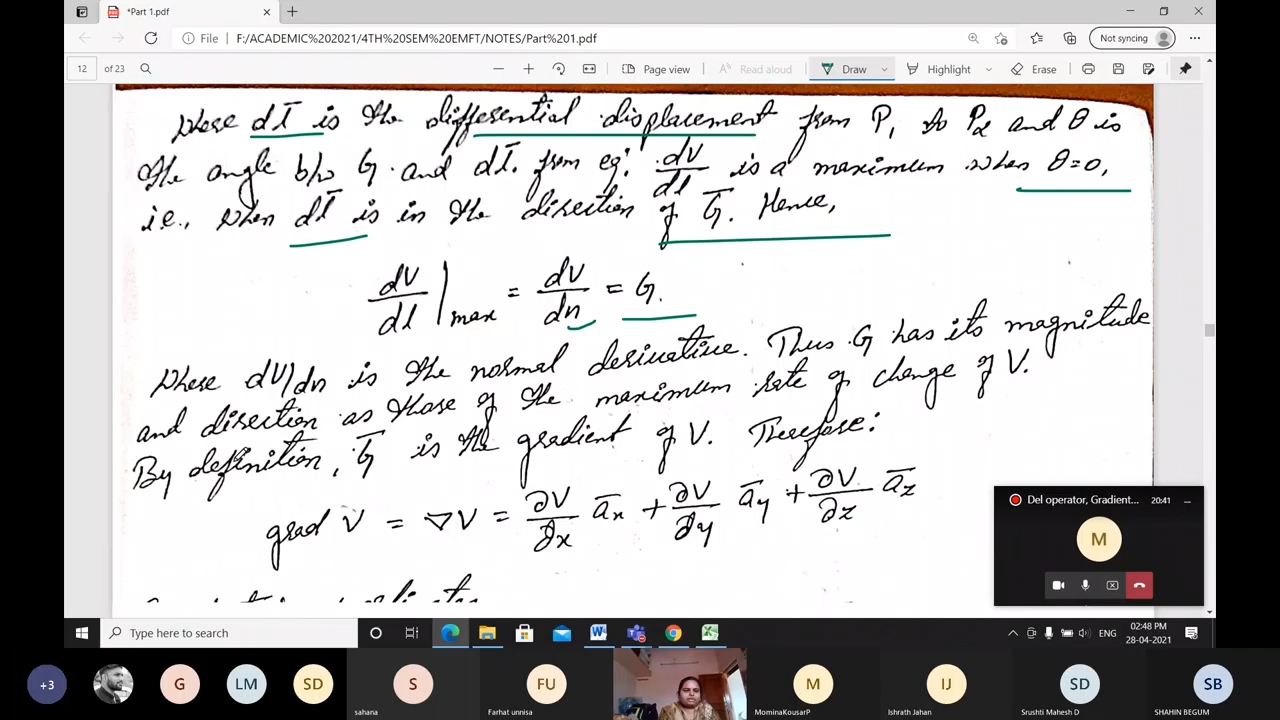 *Part 1.pdf
File
F:/ACADEMIC%202021/4TH%20SEM%20EMFT/NOTES/Part%201.pdf
Not syncing
12 of 23
Page view
Read aloud
Draw
Highlight
Erase
Where dl̄ is the differential displacement from P₁ to P₂ and θ is
the angle b/w G and dl̄. from eqⁿ: dV/dl is a maximum when θ=0,
i.e., when dl̄ is in the direction of Ḡ. Hence,
dV/dl |max = dV/dn = G.
Where dV/dn is the normal derivative. Thus G has its magnitude
and direction as those of the maximum rate of change of V.
By definition, Ḡ is the gradient of V. Therefore:
grad V = ∇V = ∂V/∂x āx + ∂V/∂y āy + ∂V/∂z āz
Del operator, Gradient...
20:41
M
Type here to search
ENG
02:48 PM
28-04-2021
+3
G
LM
SD
S
FU
M
IJ
SD
SB
sahana
Farhat unnisa
MominaKousarP
Ishrath Jahan
Srushti Mahesh D
SHAHIN BEGUM